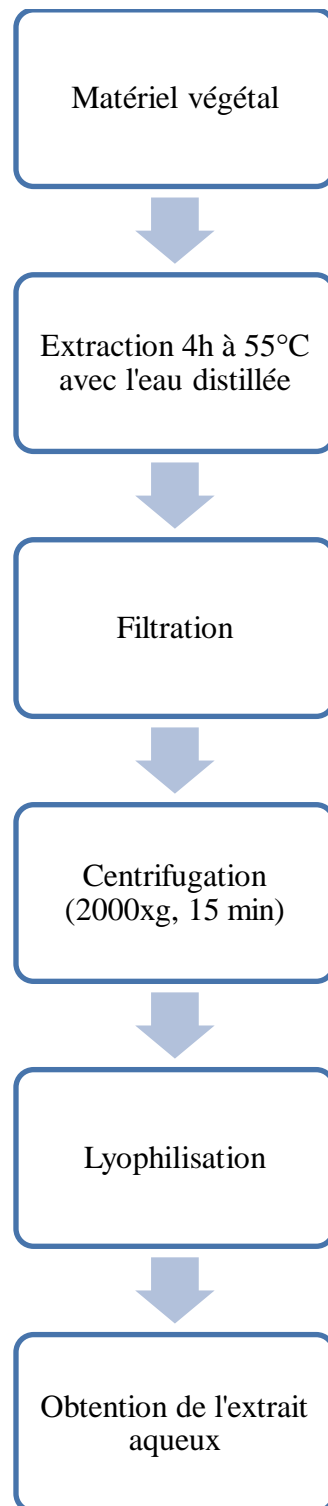 Matériel végétal
Extraction 4h à 55°C
avec l'eau distillée
Filtration
Centrifugation
(2000xg, 15 min)
Lyophilisation
Obtention de l'extrait
aqueux